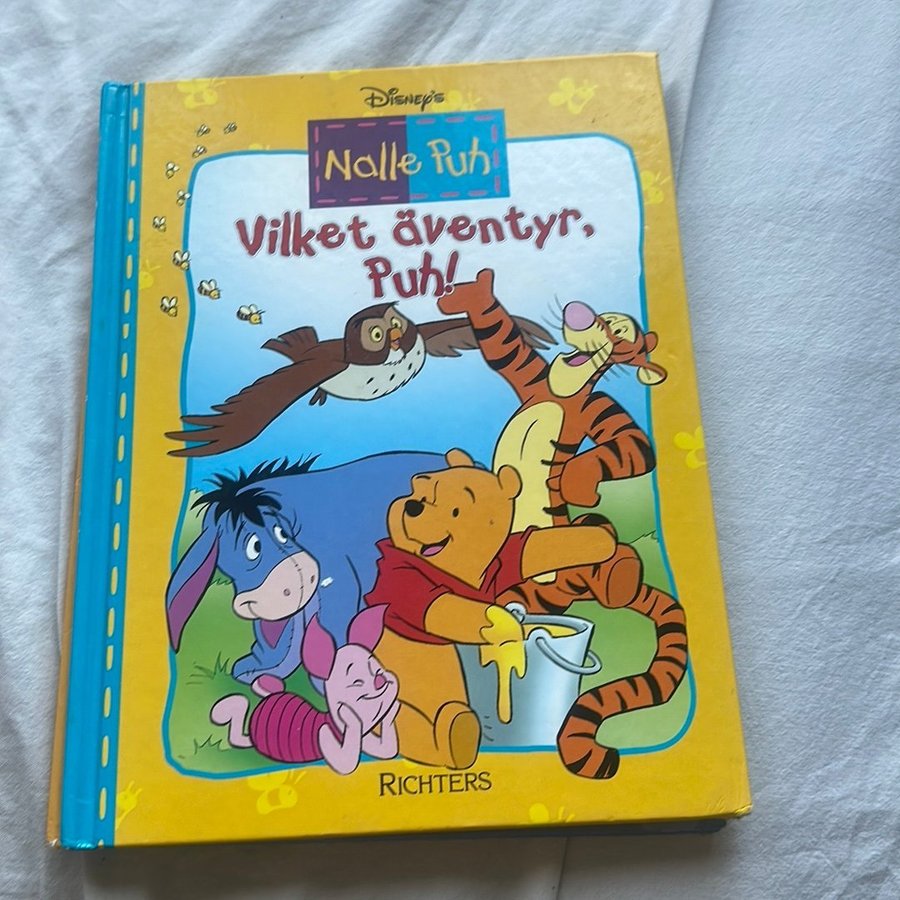 Disney's
Nalle Puh
Vilket äventyr,
Puh!
RICHTERS